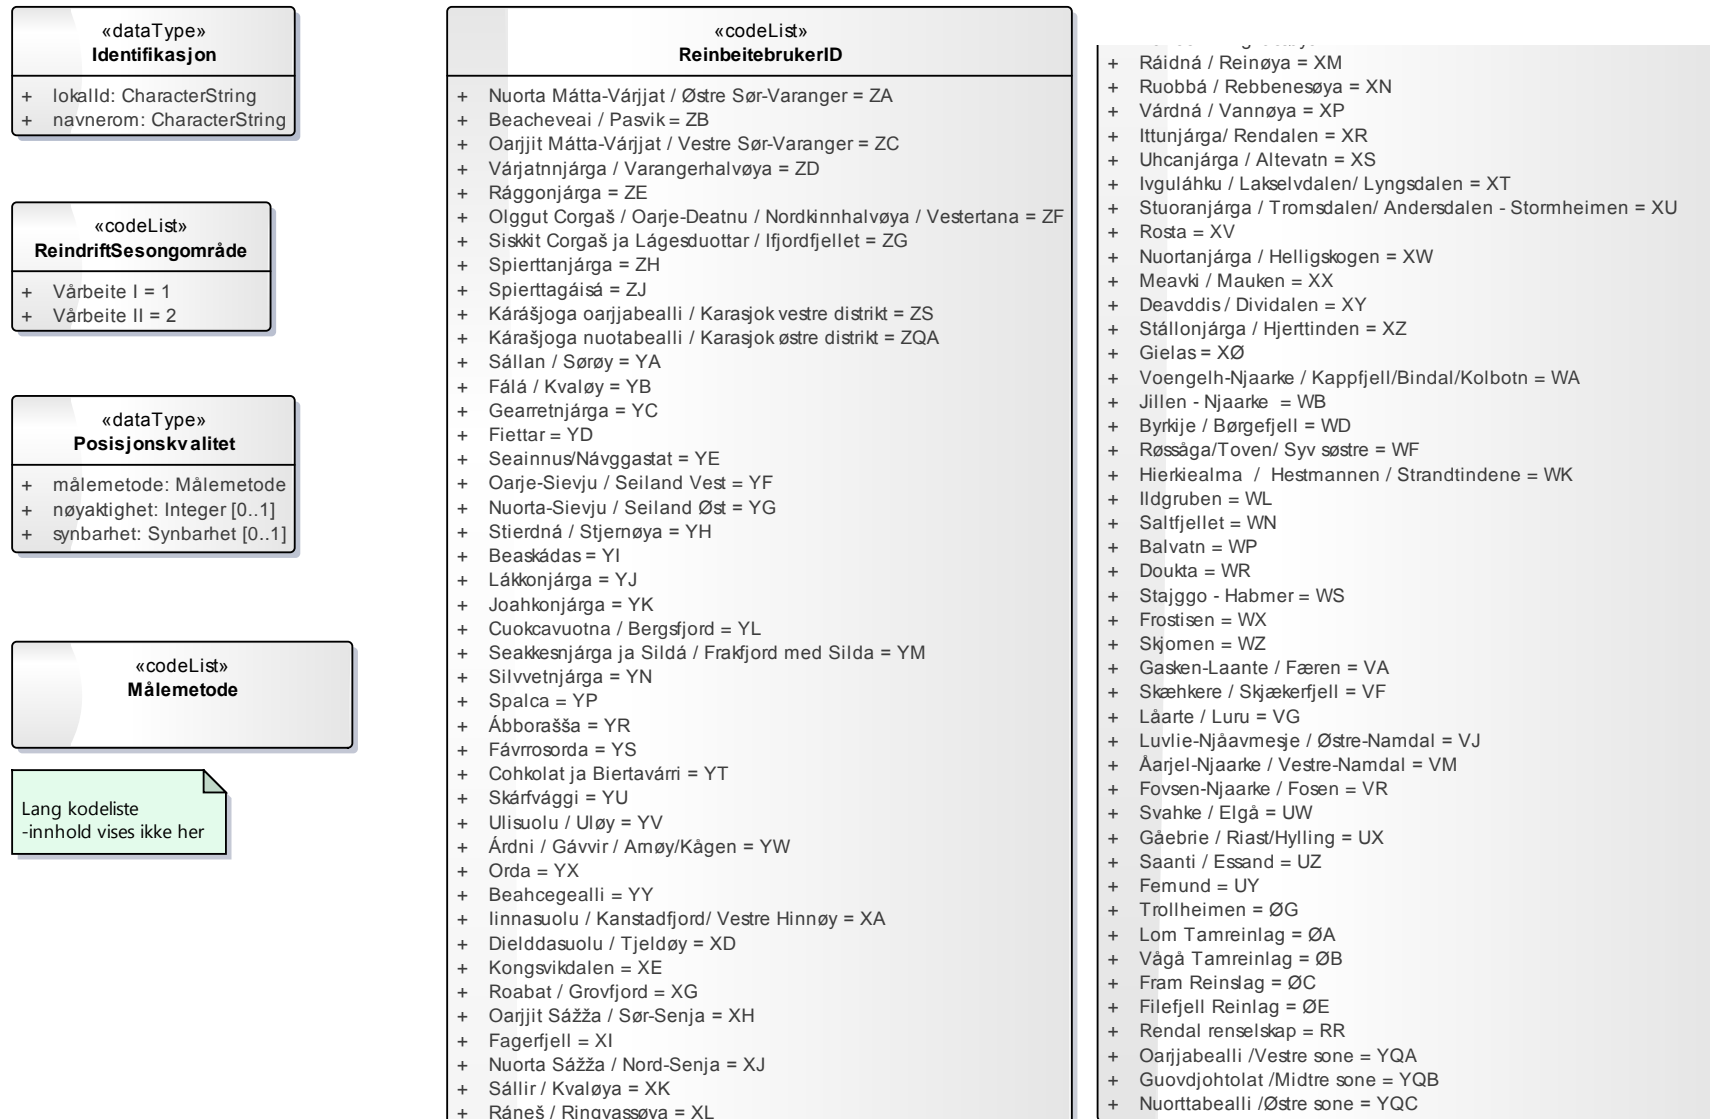 «dataType»
Identifikasjon
+ lokalId: CharacterString
+ navnerom: CharacterString
«codeList»
ReindriftSesongområde
+ Vårbeite I = 1
+ Vårbeite II = 2
«dataType»
Posisjonskvalitet
+ målemetode: Målemetode
+ nøyaktighet: Integer [0..1]
+ synbarhet: Synbarhet [0..1]
«codeList»
Målemetode
Lang kodeliste
-innhold vises ikke her
«codeList»
ReinbeitebrukerID
+ Nuorta Mátta-Várjjat / Østre Sør-Varanger = ZA
+ Beacheveai / Pasvik = ZB
+ Oarjjit Mátta-Várjjat / Vestre Sør-Varanger = ZC
+ Várjatnnjárga / Varangerhalvøya = ZD
+ Rággonjárga = ZE
+ Olggut Corgaš / Oarje-Deatnu / Nordkinnhalvøya / Vestertana = ZF
+ Siskkit Corgaš ja Lágesduottar / Ifjordfjellet = ZG
+ Spierttanjárga = ZH
+ Spierttagáisá = ZJ
+ Kárášjoga oarjjabealli / Karasjok vestre distrikt = ZS
+ Kárašjoga nuotabealli / Karasjok østre distrikt = ZQA
+ Sállan / Sørøy = YA
+ Fálá / Kvaløy = YB
+ Gearretnjárga = YC
+ Fiettar = YD
+ Seainnus/Návggastat = YE
+ Oarje-Sievju / Seiland Vest = YF
+ Nuorta-Sievju / Seiland Øst = YG
+ Stierdná / Stjernøya = YH
+ Beaskádas = YI
+ Lákkonjárga = YJ
+ Joahkonjárga = YK
+ Cuokcavuotna / Bergsfjord = YL
+ Seakkesnjárga ja Sildá / Frakfjord med Silda = YM
+ Silvvetnjárga = YN
+ Spalca = YP
+ Ábborašša = YR
+ Fávrrosorda = YS
+ Cohkolat ja Biertavárri = YT
+ Skárfvággi = YU
+ Ulisuolu / Uløy = YV
+ Árdni / Gávvir / Arnøy/Kågen = YW
+ Orda = YX
+ Beahcegealli = YY
+ Iinnasuolu / Kanstadfjord/ Vestre Hinnøy = XA
+ Dielddasuolu / Tjeldøy = XD
+ Kongsvikdalen = XE
+ Roabat / Grovfjord = XG
+ Oarjjit Sážža / Sør-Senja = XH
+ Fagerfjell = XI
+ Nuorta Sážža / Nord-Senja = XJ
+ Sállir / Kvaløya = XK
+ Ráneš / Ringvassøya = XL
+ Ráidná / Reinøya = XM
+ Ruobbá / Rebbenesøya = XN
+ Várdná / Vannøya = XP
+ Ittunjárga/ Rendalen = XR
+ Uhcanjárga / Altevatn = XS
+ Ivguláhku / Lakselvdalen/ Lyngsdalen = XT
+ Stuoranjárga / Tromsdalen/ Andersdalen - Stormheimen = XU
+ Rosta = XV
+ Nuortanjárga / Helligskogen = XW
+ Meavki / Mauken = XX
+ Deavddis / Dividalen = XY
+ Stállonjárga / Hjerttinden = XZ
+ Gielas = XØ
+ Voengelh-Njaarke / Kappfjell/Bindal/Kolbotn = WA
+ Jillen - Njaarke = WB
+ Byrkije / Børgefjell = WD
+ Røssåga/Toven/ Syv søstre = WF
+ Hierkiealma / Hestmannen / Strandtindene = WK
+ Ildgruben = WL
+ Saltfjellet = WN
+ Balvatn = WP
+ Doukta = WR
+ Stajggo - Habmer = WS
+ Frostisen = WX
+ Skjomen = WZ
+ Gasken-Laante / Færen = VA
+ Skæhkere / Skjækerfjell = VF
+ Låarte / Luru = VG
+ Luvlie-Njåavmesje / Østre-Namdal = VJ
+ Åarjel-Njaarke / Vestre-Namdal = VM
+ Fovsen-Njaarke / Fosen = VR
+ Svahke / Elgå = UW
+ Gåebrie / Riast/Hylling = UX
+ Saanti / Essand = UZ
+ Femund = UY
+ Trollheimen = ØG
+ Lom Tamreinlag = ØA
+ Vågå Tamreinlag = ØB
+ Fram Reinslag = ØC
+ Filefjell Reinlag = ØE
+ Rendal renselskap = RR
+ Oarjjabealli /Vestre sone = YQA
+ Guovdjohtolat /Midtre sone = YQB
+ Nuorttabealli /Østre sone = YQC